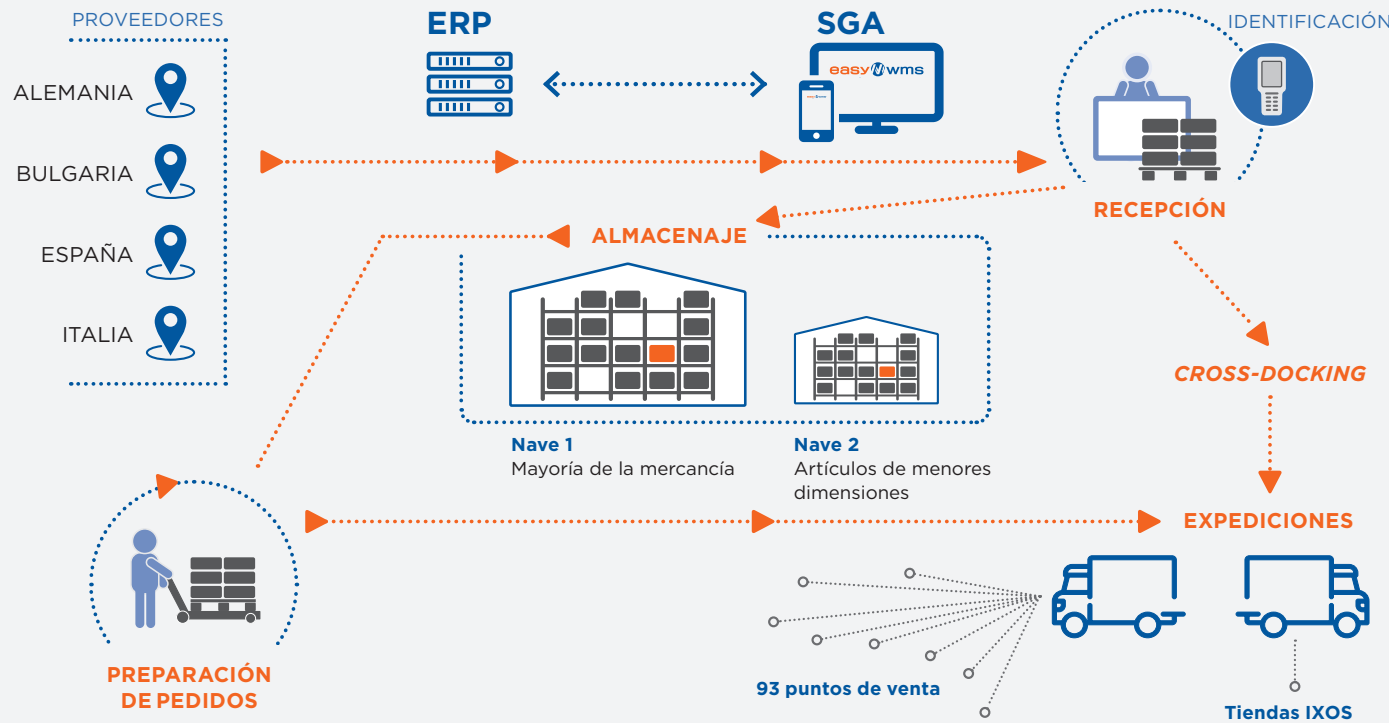 PROVEEDORES
ALEMANIA
BULGARIA
ESPAÑA
ITALIA
ERP
SGA
easy wms
IDENTIFICACIÓN
RECEPCIÓN
ALMACENAJE
Nave 1
Mayoría de la mercancía
Nave 2
Artículos de menores
dimensiones
CROSS-DOCKING
EXPEDICIONES
PREPARACIÓN
DE PEDIDOS
93 puntos de venta
Tiendas IXOS